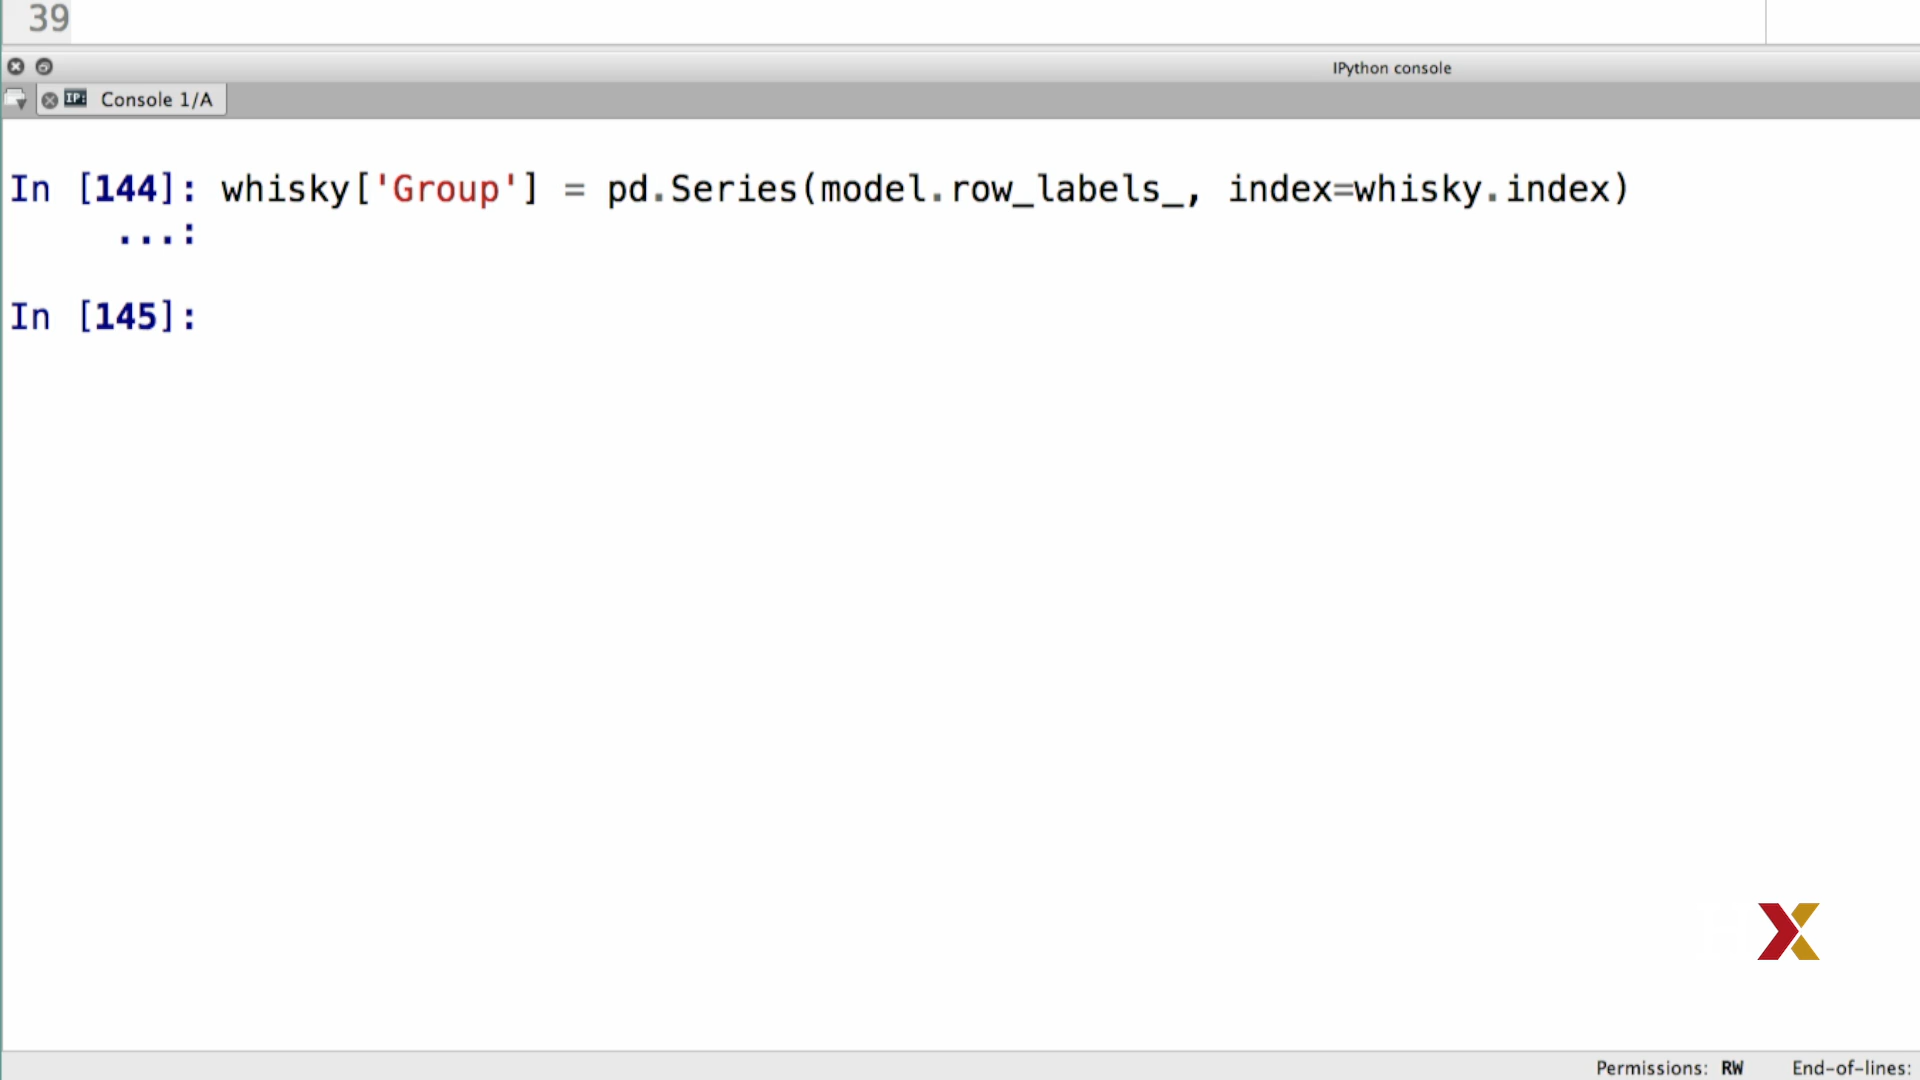 39
IPython console
IP: Console 1/A
In [144]: whisky['Group'] = pd.Series(model.row_labels_, index=whisky.index)
...:
In [145]:
Permissions: RW End-of-lines: